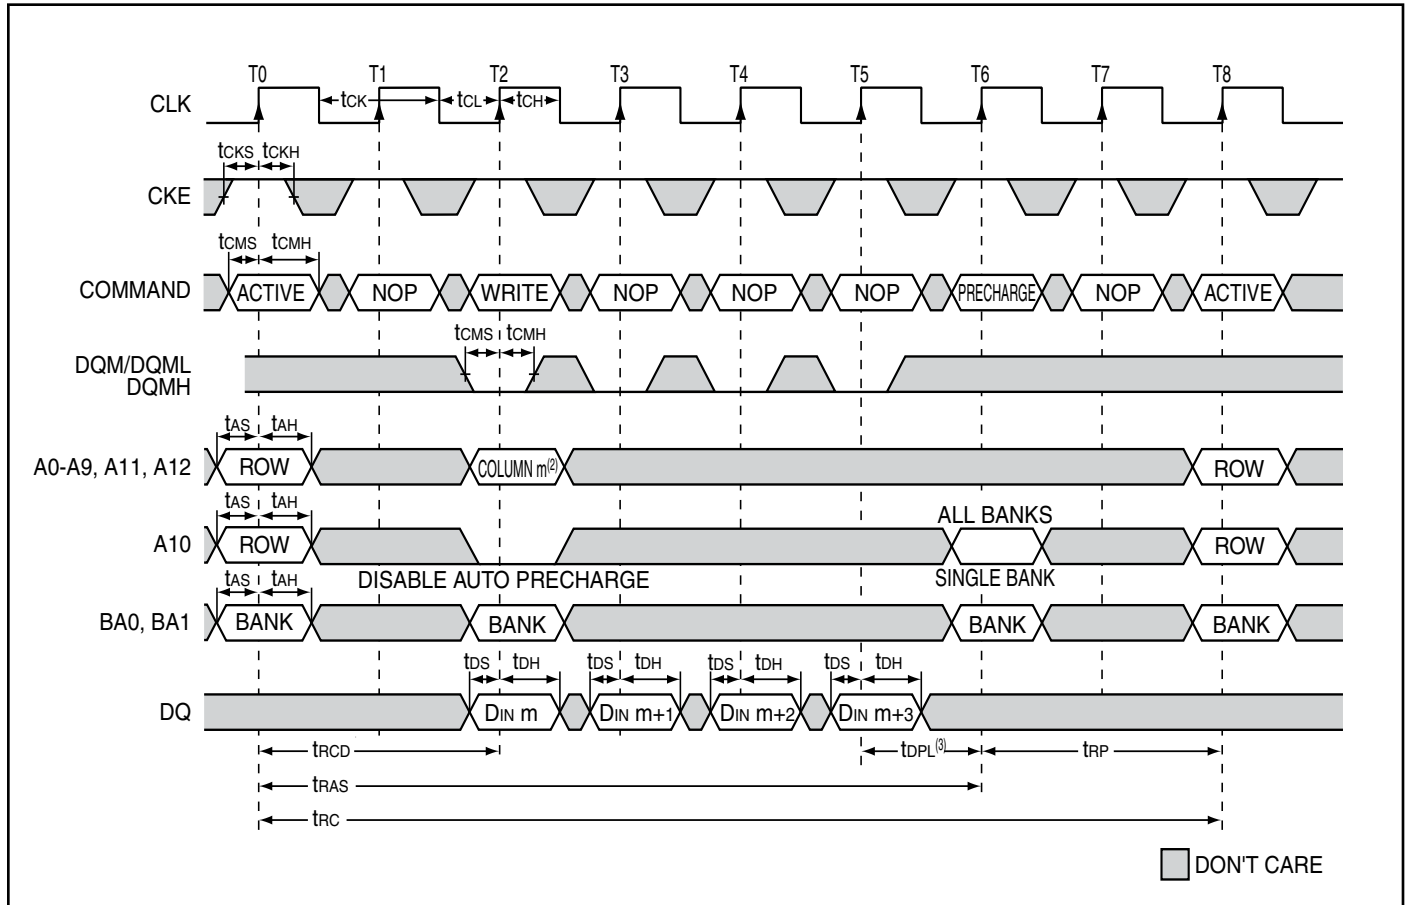 T0 T1 T2 T3 T4 T5 T6 T7 T8
CLK tCK tCL tCH
tCKS tCKH
CKE
tCMS tCMH
COMMAND ACTIVE NOP WRITE NOP NOP NOP PRECHARGE NOP ACTIVE
tCMS tCMH
DQM/DQML
DQMH
tAS tAH
A0-A9, A11, A12 ROW COLUMN m(2) ROW
tAS tAH ALL BANKS
A10 ROW ROW
DISABLE AUTO PRECHARGE SINGLE BANK
tAS tAH
BA0, BA1 BANK BANK BANK BANK
tDS tDH tDS tDH tDS tDH tDS tDH
DQ DIN m DIN m+1 DIN m+2 DIN m+3
tRCD tDPL(3) tRP
tRAS
tRC
DON'T CARE